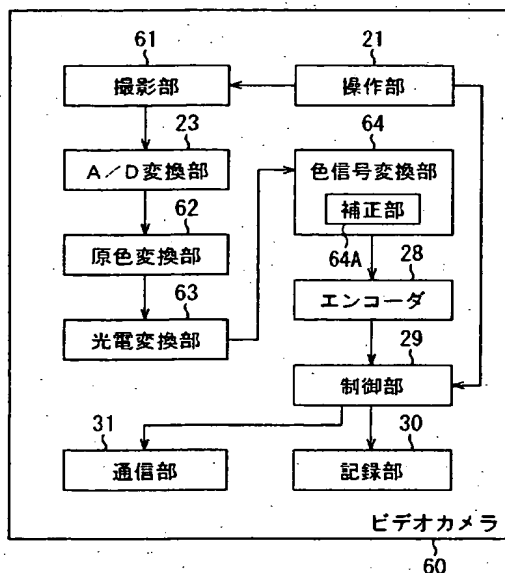 61
撮影部
21
操作部
23
A/D変換部
64
色信号変換部
補正部
64A
62
原色変換部
28
エンコーダ
63
光電変換部
29
制御部
31
通信部
30
記録部
ビデオカメラ
60